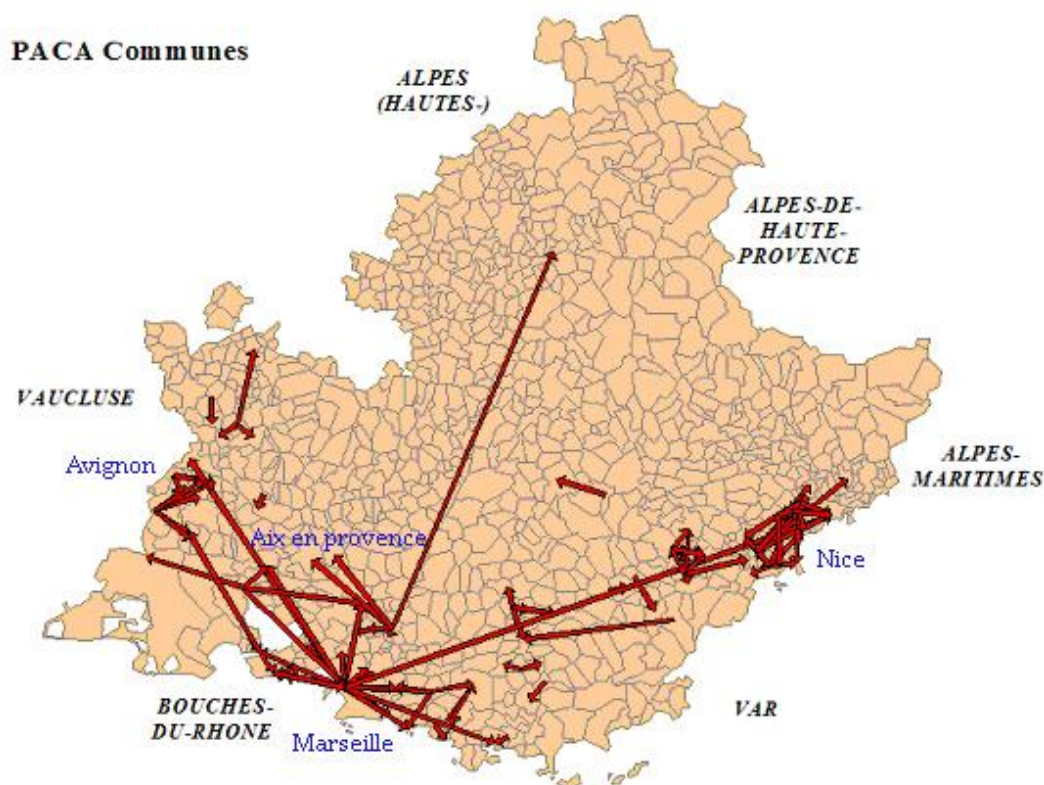 PACA Communes
ALPES
(HAUTES-)
ALPES-DE-
HAUTE-
PROVENCE
VAUCLUSE
Avignon
ALPES-
MARITIMES
Aix en provence
Nice
BOUCHES-
DU-RHONE
VAR
Marseille